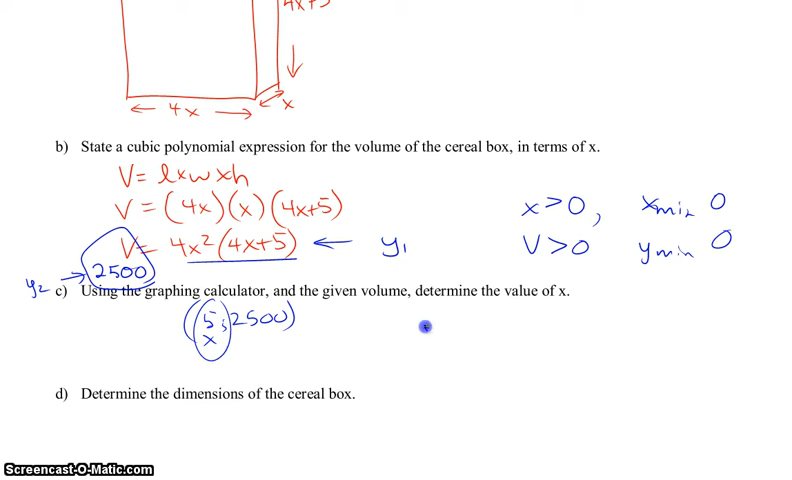 4x+5
← 4x →
x
b) State a cubic polynomial expression for the volume of the cereal box, in terms of x.
V = l x w x h
V = (4x)(x)(4x+5)
x > 0, xmin 0
V = 4x²(4x+5) ← y₁
V > 0 ymin 0
y₂ → 2500
c) Using the graphing calculator, and the given volume, determine the value of x.
(5, 2500)
x
d) Determine the dimensions of the cereal box.
Screencast-O-Matic.com